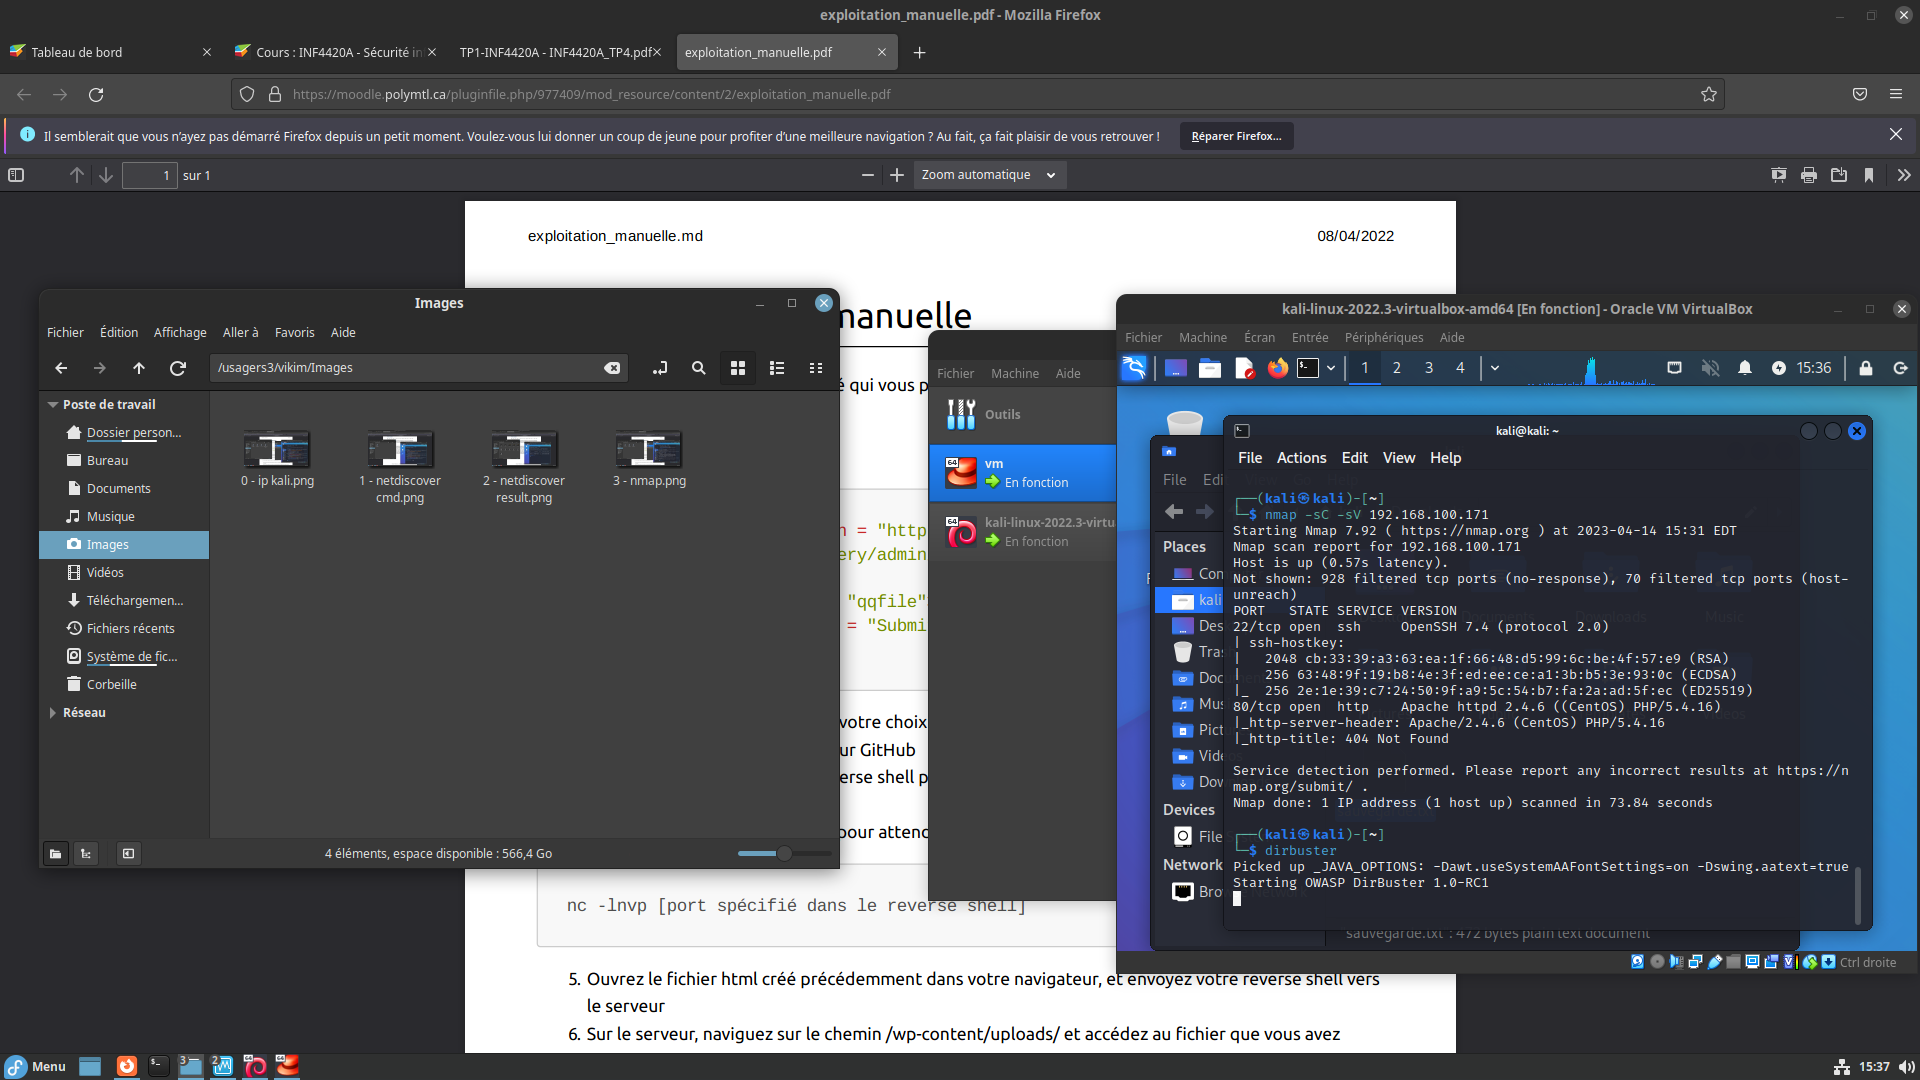 exploitation_manuelle.pdf - Mozilla Firefox
Tableau de bord
Cours : INF4420A - Sécurité in
TP1-INF4420A - INF4420A_TP4.pdf
exploitation_manuelle.pdf
https://moodle.polymtl.ca/pluginfile.php/977409/mod_resource/content/2/exploitation_manuelle.pdf
Il semblerait que vous n'ayez pas démarré Firefox depuis un petit moment. Voulez-vous lui donner un coup de jeune pour profiter d'une meilleure navigation ? Au fait, ça fait plaisir de vous retrouver !
Réparer Firefox...
1 sur 1
Zoom automatique
exploitation_manuelle.md
08/04/2022
manuelle
é qui vous p
m = "http
ery/admin
"qqfile"
= "Submi
votre choix
ur GitHub
erse shell p
pour attend
nc -lnvp [port spécifié dans le reverse shell]
5. Ouvrez le fichier html créé précédemment dans votre navigateur, et envoyez votre reverse shell vers
le serveur
6. Sur le serveur, naviguez sur le chemin /wp-content/uploads/ et accédez au fichier que vous avez
Images
Fichier Édition Affichage Aller à Favoris Aide
/usagers3/vikim/Images
Poste de travail
Dossier person...
Bureau
Documents
Musique
Images
Vidéos
Téléchargemen...
Fichiers récents
Système de fic...
Corbeille
Réseau
0 - ip kali.png
1 - netdiscover
cmd.png
2 - netdiscover
result.png
3 - nmap.png
4 éléments, espace disponible : 566,4 Go
Fichier Machine Aide
Outils
64
vm
En fonction
64
kali-linux-2022.3-virtu
En fonction
kali-linux-2022.3-virtualbox-amd64 [En fonction] - Oracle VM VirtualBox
Fichier Machine Écran Entrée Périphériques Aide
1 2 3 4
15:36
File Edi
Places
Con
kali
Des
Tras
Doc
Mus
Pict
Vide
Dow
Devices
File
Network
Bro
sauvegarde.txt : 472 bytes plain text document
kali@kali: ~
File Actions Edit View Help
┌──(kali㉿kali)-[~]
└─$ nmap -sC -sV 192.168.100.171
Starting Nmap 7.92 ( https://nmap.org ) at 2023-04-14 15:31 EDT
Nmap scan report for 192.168.100.171
Host is up (0.57s latency).
Not shown: 928 filtered tcp ports (no-response), 70 filtered tcp ports (host-
unreach)
PORT STATE SERVICE VERSION
22/tcp open ssh OpenSSH 7.4 (protocol 2.0)
| ssh-hostkey:
| 2048 cb:33:39:a3:63:ea:1f:66:48:d5:99:6c:be:4f:57:e9 (RSA)
| 256 63:48:9f:19:b8:4e:3f:ed:ee:ce:a1:3b:b5:3e:93:0c (ECDSA)
|_ 256 2e:1e:39:c7:24:50:9f:a9:5c:54:b7:fa:2a:ad:5f:ec (ED25519)
80/tcp open http Apache httpd 2.4.6 ((CentOS) PHP/5.4.16)
|_http-server-header: Apache/2.4.6 (CentOS) PHP/5.4.16
|_http-title: 404 Not Found
Service detection performed. Please report any incorrect results at https://n
map.org/submit/ .
Nmap done: 1 IP address (1 host up) scanned in 73.84 seconds
┌──(kali㉿kali)-[~]
└─$ dirbuster
Picked up _JAVA_OPTIONS: -Dawt.useSystemAAFontSettings=on -Dswing.aatext=true
Starting OWASP DirBuster 1.0-RC1
Ctrl droite
Menu
3
2
64
64
15:37